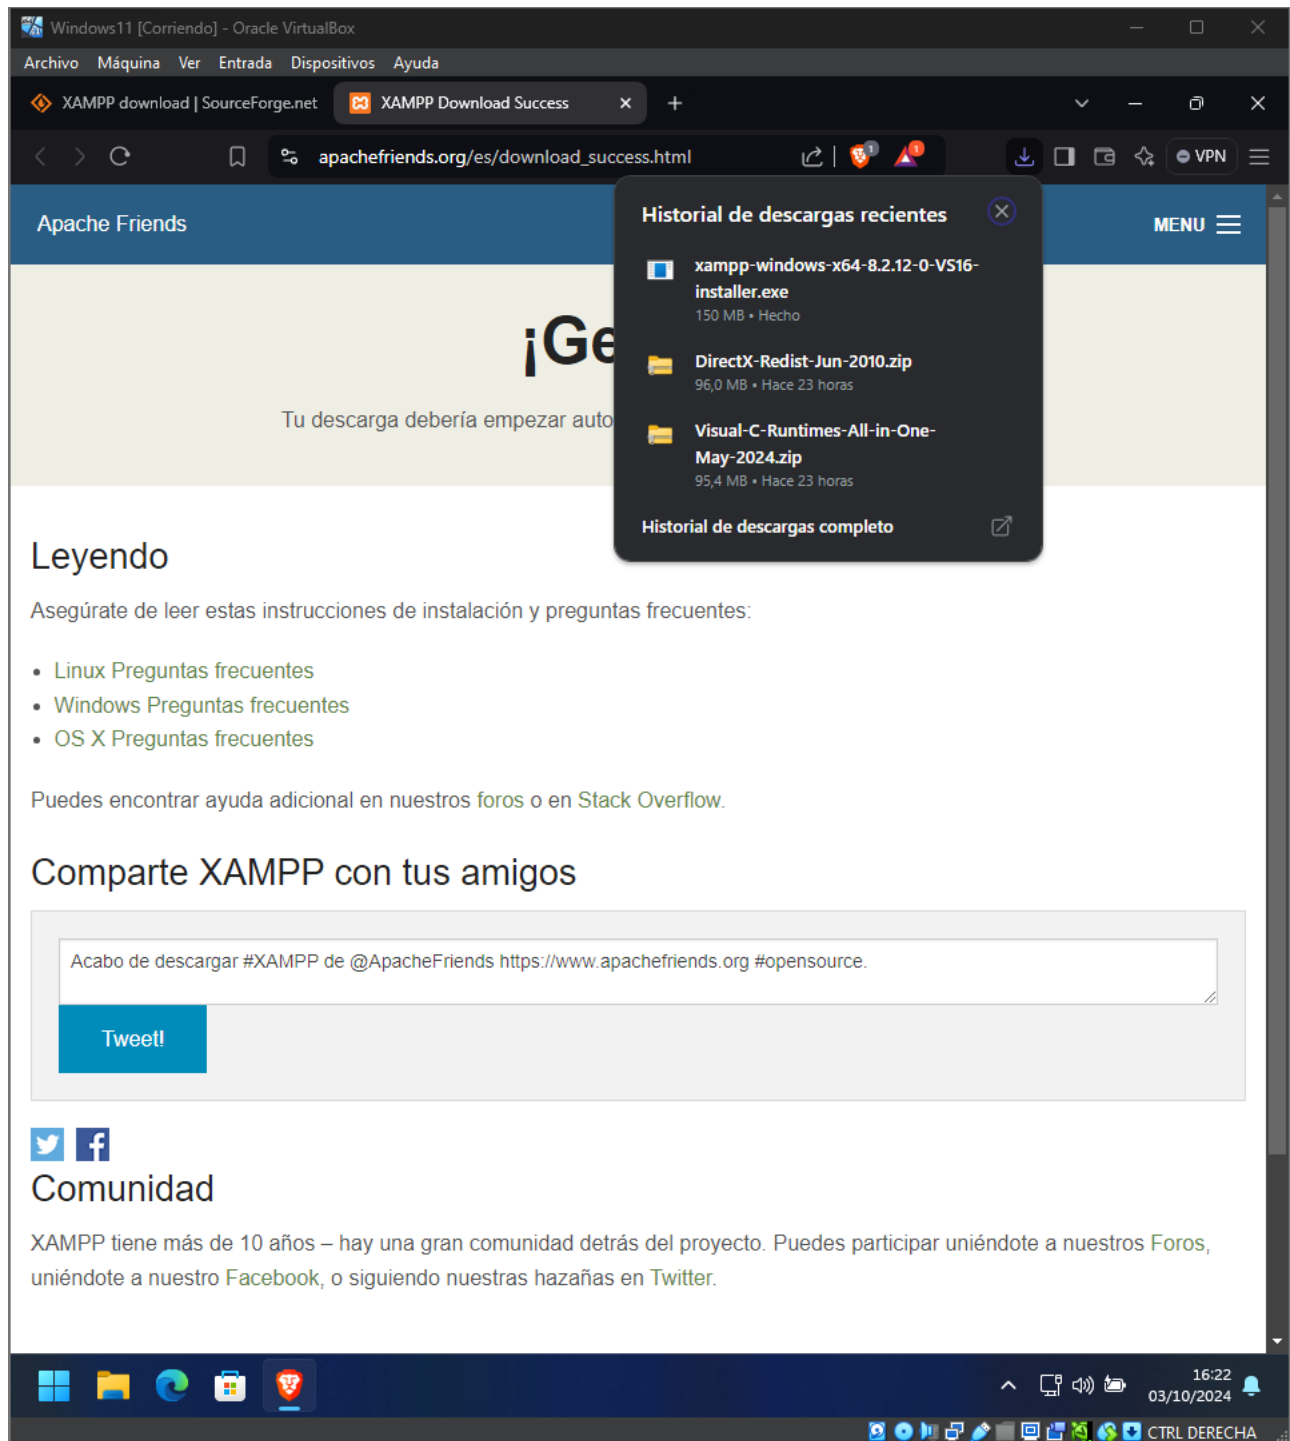 Windows11 [Corriendo] - Oracle VirtualBox
Archivo Máquina Ver Entrada Dispositivos Ayuda
XAMPP download | SourceForge.net
XAMPP Download Success
apachefriends.org/es/download_success.html
1
1
VPN
Apache Friends
MENU
Historial de descargas recientes
xampp-windows-x64-8.2.12-0-VS16-
installer.exe
150 MB • Hecho
DirectX-Redist-Jun-2010.zip
96,0 MB • Hace 23 horas
Visual-C-Runtimes-All-in-One-
May-2024.zip
95,4 MB • Hace 23 horas
Historial de descargas completo
¡Ge
Tu descarga debería empezar auto
Leyendo
Asegúrate de leer estas instrucciones de instalación y preguntas frecuentes:
• Linux Preguntas frecuentes
• Windows Preguntas frecuentes
• OS X Preguntas frecuentes
Puedes encontrar ayuda adicional en nuestros foros o en Stack Overflow.
Comparte XAMPP con tus amigos
Acabo de descargar #XAMPP de @ApacheFriends https://www.apachefriends.org #opensource.
Tweet!
Comunidad
XAMPP tiene más de 10 años – hay una gran comunidad detrás del proyecto. Puedes participar uniéndote a nuestros Foros,
uniéndote a nuestro Facebook, o siguiendo nuestras hazañas en Twitter.
16:22
03/10/2024
CTRL DERECHA